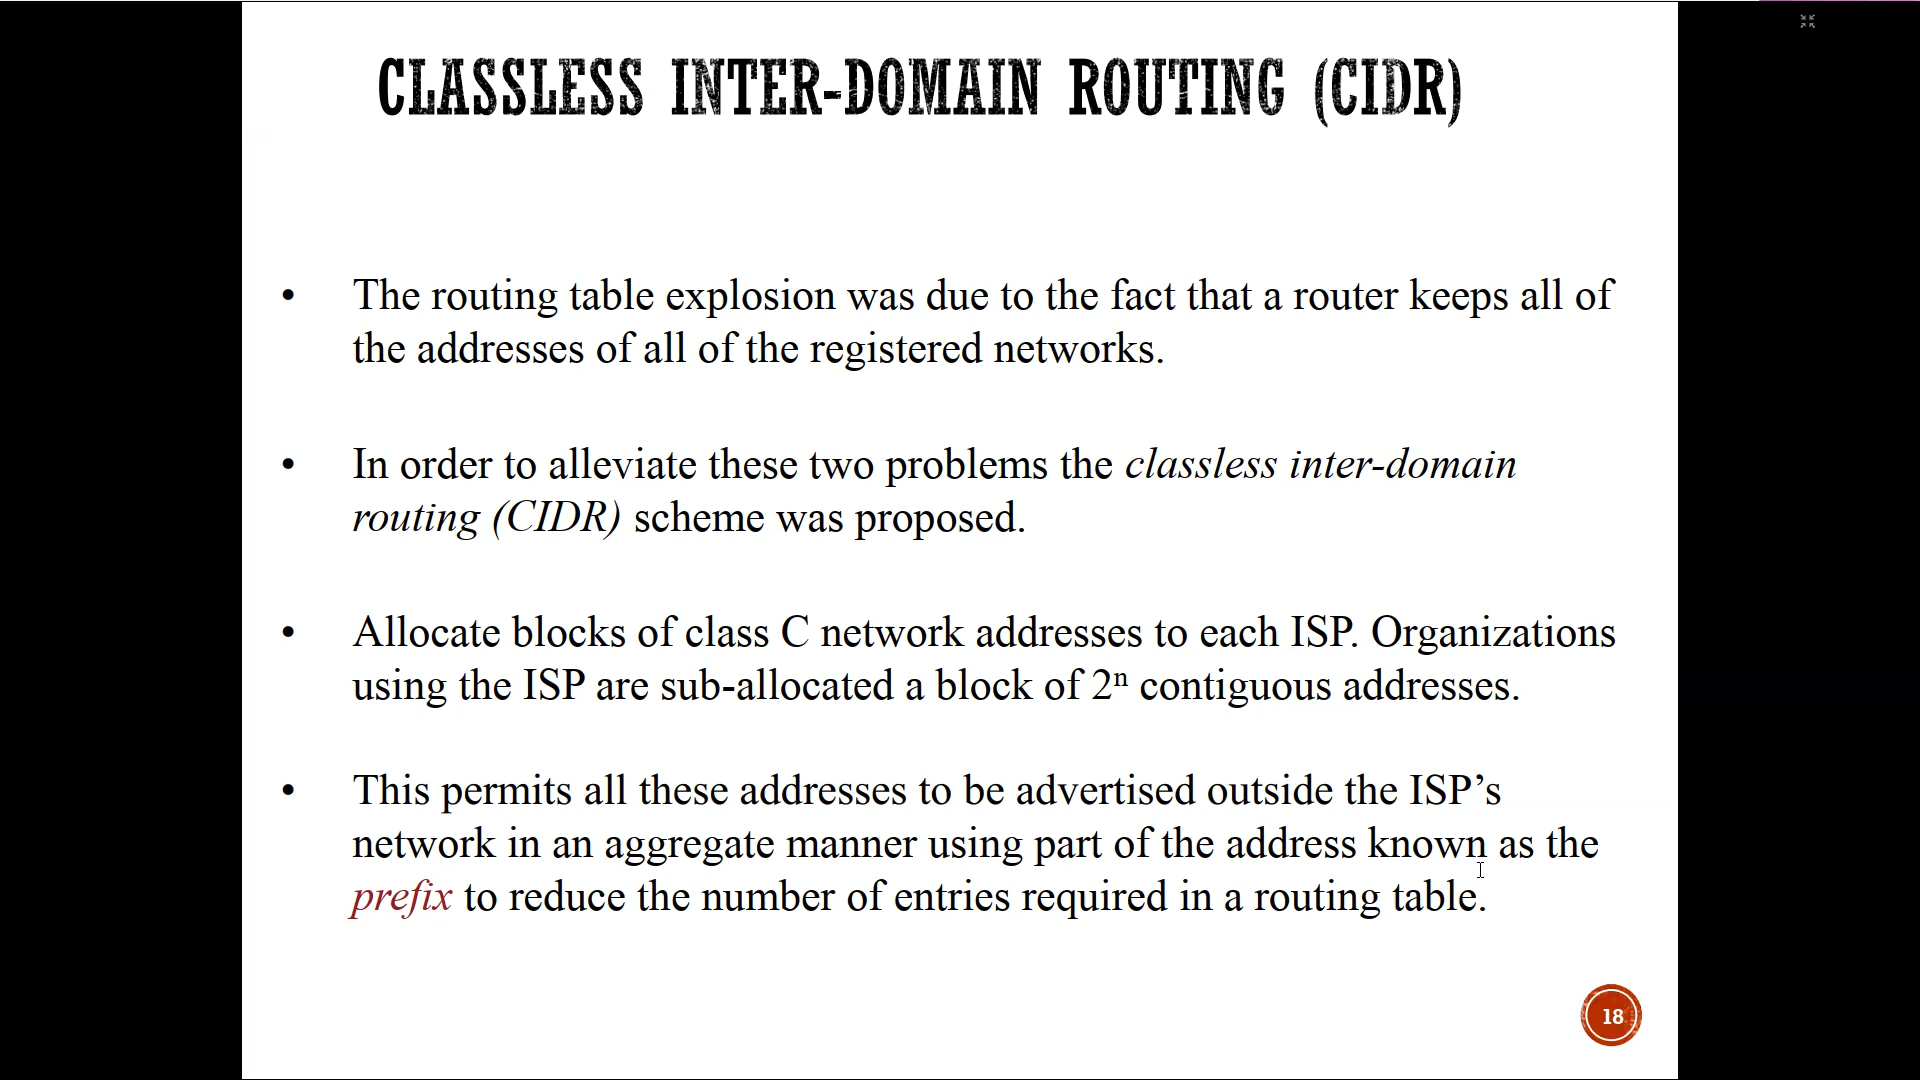 CLASSLESS INTER-DOMAIN ROUTING (CIDR)
• The routing table explosion was due to the fact that a router keeps all of
the addresses of all of the registered networks.
• In order to alleviate these two problems the classless inter-domain
routing (CIDR) scheme was proposed.
• Allocate blocks of class C network addresses to each ISP. Organizations
using the ISP are sub-allocated a block of 2ⁿ contiguous addresses.
• This permits all these addresses to be advertised outside the ISP’s
network in an aggregate manner using part of the address known as the
prefix to reduce the number of entries required in a routing table.
18